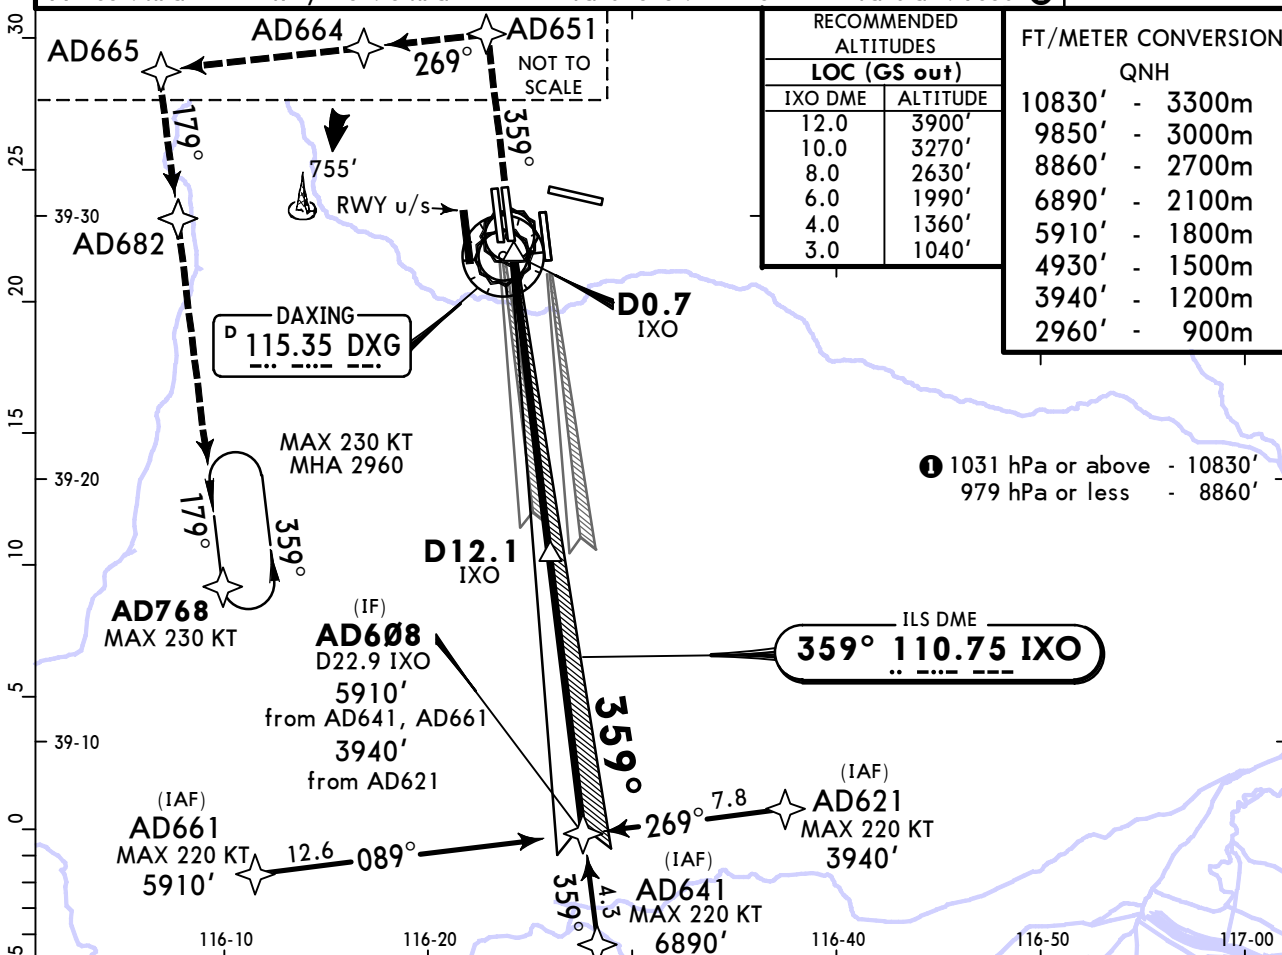 AD665
AD664
AD651
269°
NOT TO
SCALE
179°
359°
755'
RWY u/s
AD682
RECOMMENDED
ALTITUDES
LOC (GS out)
IXO DME ALTITUDE
12.0 3900'
10.0 3270'
8.0 2630'
6.0 1990'
4.0 1360'
3.0 1040'
FT/METER CONVERSION
QNH
10830' - 3300m
9850' - 3000m
8860' - 2700m
6890' - 2100m
5910' - 1800m
4930' - 1500m
3940' - 1200m
2960' - 900m
30
25
39-30
20
15
39-20
10
5
39-10
0
5
DAXING
D 115.35 DXG
D0.7
IXO
MAX 230 KT
MHA 2960
179°
359°
AD768
MAX 230 KT
1 1031 hPa or above - 10830'
979 hPa or less - 8860'
D12.1
IXO
(IF)
AD6Ø8
D22.9 IXO
5910'
from AD641, AD661
3940'
from AD621
ILS DME
359° 110.75 IXO
359°
(IAF)
AD661
MAX 220 KT
5910'
12.6
089°
269°
7.8
(IAF)
AD621
MAX 220 KT
3940'
359°
4.3
(IAF)
AD641
MAX 220 KT
6890'
116-10
116-20
116-40
116-50
117-00